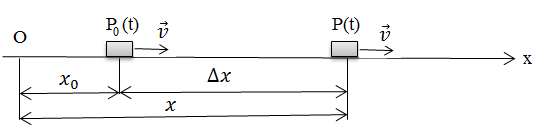 O P₀(t) v⃗ P(t) v⃗
x
x₀ Δx
x